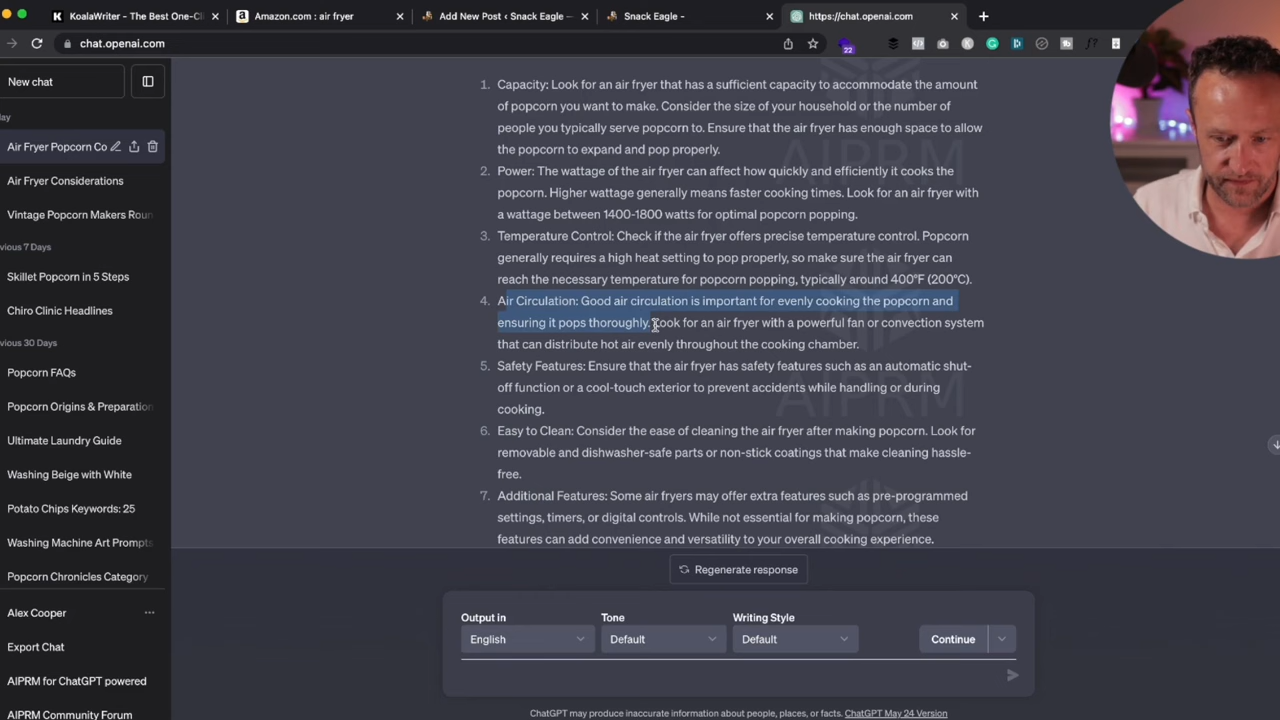 KoalaWriter - The Best One-Cli
Amazon.com : air fryer
Add New Post ‹ Snack Eagle —
Snack Eagle -
https://chat.openai.com
chat.openai.com
22
New chat
day
Air Fryer Popcorn Co
Air Fryer Considerations
Vintage Popcorn Makers Roun
vious 7 Days
Skillet Popcorn in 5 Steps
Chiro Clinic Headlines
vious 30 Days
Popcorn FAQs
Popcorn Origins & Preparation
Ultimate Laundry Guide
Washing Beige with White
Potato Chips Keywords: 25
Washing Machine Art Prompts
Popcorn Chronicles Category
Alex Cooper
Export Chat
AIPRM for ChatGPT powered
AIPRM Community Forum
1. Capacity: Look for an air fryer that has a sufficient capacity to accommodate the amount
of popcorn you want to make. Consider the size of your household or the number of
people you typically serve popcorn to. Ensure that the air fryer has enough space to allow
the popcorn to expand and pop properly.
2. Power: The wattage of the air fryer can affect how quickly and efficiently it cooks the
popcorn. Higher wattage generally means faster cooking times. Look for an air fryer with
a wattage between 1400-1800 watts for optimal popcorn popping.
3. Temperature Control: Check if the air fryer offers precise temperature control. Popcorn
generally requires a high heat setting to pop properly, so make sure the air fryer can
reach the necessary temperature for popcorn popping, typically around 400°F (200°C).
4. Air Circulation: Good air circulation is important for evenly cooking the popcorn and
ensuring it pops thoroughly. Look for an air fryer with a powerful fan or convection system
that can distribute hot air evenly throughout the cooking chamber.
5. Safety Features: Ensure that the air fryer has safety features such as an automatic shut-
off function or a cool-touch exterior to prevent accidents while handling or during
cooking.
6. Easy to Clean: Consider the ease of cleaning the air fryer after making popcorn. Look for
removable and dishwasher-safe parts or non-stick coatings that make cleaning hassle-
free.
7. Additional Features: Some air fryers may offer extra features such as pre-programmed
settings, timers, or digital controls. While not essential for making popcorn, these
features can add convenience and versatility to your overall cooking experience.
AIPRM
AIPRM
Regenerate response
Output in
Tone
Writing Style
English
Default
Default
Continue
ChatGPT may produce inaccurate information about people, places, or facts. ChatGPT May 24 Version